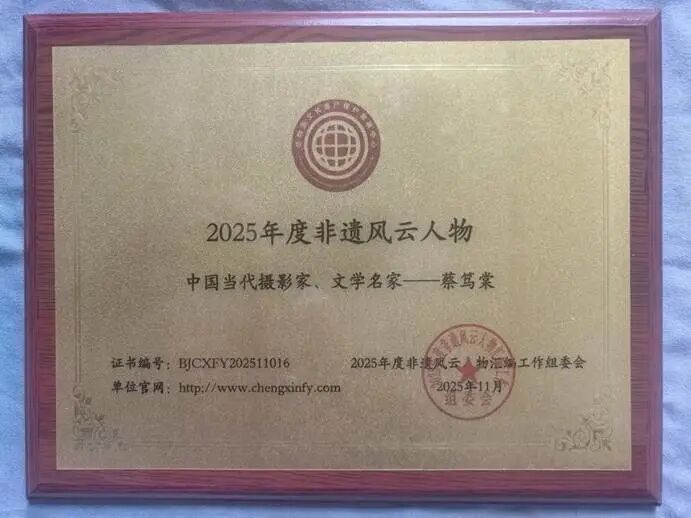 2025年度非遗风云人物
中国当代摄影家、文学名家——蔡笃棠
证书编号：BJCXFY202511016
2025年度非遗风云人物汇编工作组委会
单位官网：http://www.chengxinfy.com
2025年11月
组委会